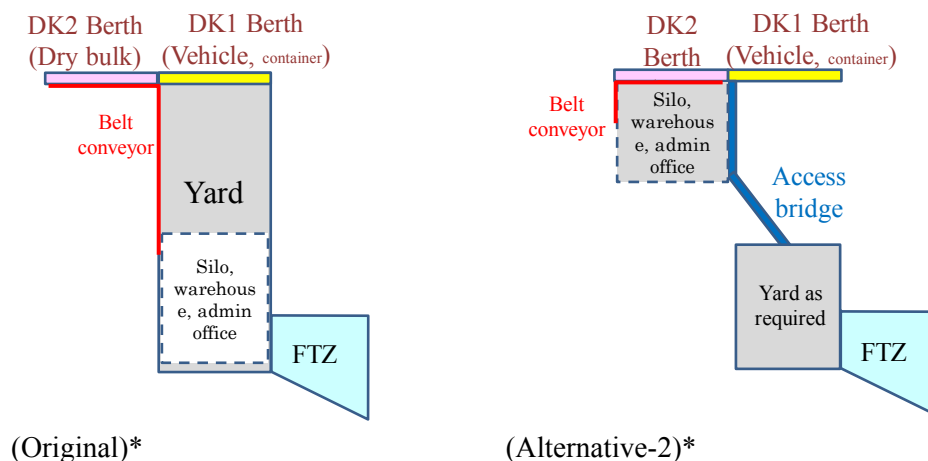 DK2 Berth
(Dry bulk)
DK1 Berth
(Vehicle, container)
Belt
conveyor
Yard
Silo,
warehous
e, admin
office
FTZ
(Original)*
DK2
Berth
DK1 Berth
(Vehicle, container)
Belt
conveyor
Silo,
warehous
e, admin
office
Access
bridge
Yard as
required
FTZ
(Alternative-2)*